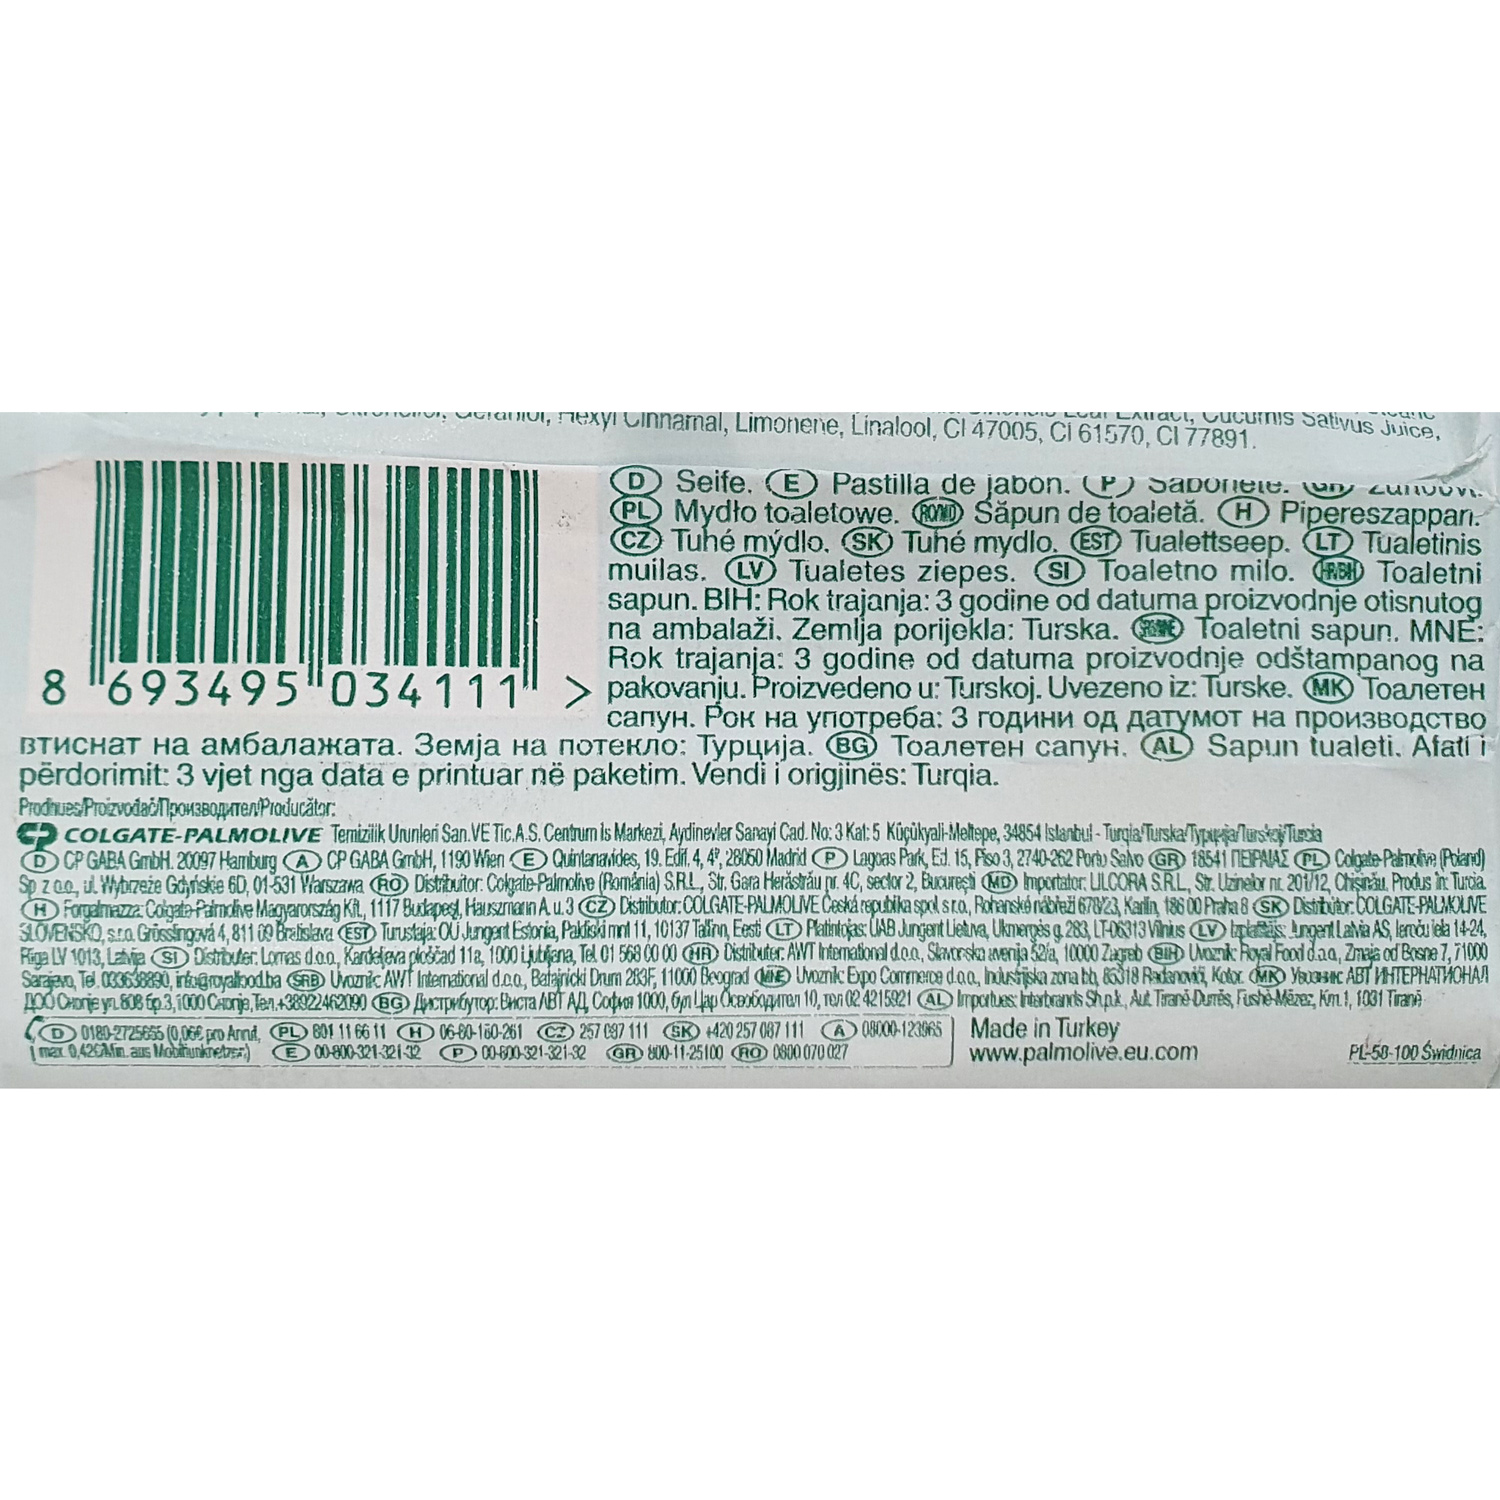 Geraniol, Hexyl Cinnamal, Limonene, Linalool, CI 47005, CI 61570, CI 77891.
Cucumis Sativus Juice,
D Seife. E Pastilla de jabon. P Sabonete. GR
PL Mydło toaletowe. RO/MD Săpun de toaletă. H Pipereszappan.
CZ Tuhé mýdlo. SK Tuhé mydlo. EST Tualettseep. LT Tualetinis
muilas. LV Tualetes ziepes. SI Toaletno milo. HR/BIH Toaletni
sapun. BIH: Rok trajanja: 3 godine od datuma proizvodnje otisnutog
na ambalaži. Zemlja porijekla: Turska. Toaletni sapun. MNE:
Rok trajanja: 3 godine od datuma proizvodnje odštampanog na
8 693495 034111 > pakovanju. Proizvedeno u: Turskoj. Uvezeno iz: Turske. MK Тоалетен
сапун. Рок на употреба: 3 години од датумот на производство
втиснат на амбалажата. Земја на потекло: Турција. BG Тоалетен сапун. AL Sapun tualeti. Afati i
përdorimit: 3 vjet nga data e printuar në paketim. Vendi i origjinës: Turqia.
Prodhues/Proizvođač/Производител/Producător:
COLGATE-PALMOLIVE Temizilik Urunleri San.VE Tic.A.S. Centrum Is Markezi, Aydinevler Sanayi Cad. No: 3 Kat: 5 Küçükyali-Meltepe, 34854 Istanbul - Turqia/Turska/Турција/Turskoj/Turcia
D CP GABA GmbH. 20097 Hamburg A CP GABA GmbH, 1190 Wien E Quintanavides, 19. Edif. 4, 4ª, 28050 Madrid P Lagoas Park, Ed. 15, Piso 3, 2740-262 Porto Salvo GR 18541 ΠΕΙΡΑΙΑΣ PL Colgate-Palmolive (Poland)
Sp z o.o., ul. Wybrzeże Gdyńskie 6D, 01-531 Warszawa RO Distribuitor: Colgate-Palmolive (România) S.R.L., Str. Gara Herăstrău nr. 4C, sector 2, București MD Importator: LILCORA S.R.L., Str. Uzinelor nr. 201/12, Chișinău. Produs în: Turcia.
H Forgalmazza: Colgate-Palmolive Magyarország Kft., 1117 Budapest, Hauszmann A. u. 3 CZ Distributor: COLGATE-PALMOLIVE Česká republika spol. s r.o., Rohanské nábřeží 678/23, Karlín, 186 00 Praha 8 SK Distribútor: COLGATE-PALMOLIVE
SLOVENSKO, s.r.o. Grösslingová 4, 811 09 Bratislava EST Turustaja: OÜ Jungent Estonia, Paldiski mnt 11, 10137 Tallinn, Eesti LT Platintojas: UAB Jungent Lietuva, Ukmergės g. 283, LT-06313 Vilnius LV Izplatītājs: Jungent Latvia AS, Ieroču iela 14-24,
Rīga LV 1013, Latvija SI Distributer: Lomas d.o.o., Kardeljeva ploščad 11a, 1000 Ljubljana, Tel. 01 568 00 00 HR Distributer: AWT International d.o.o., Slavonska avenija 52/a, 10000 Zagreb BIH Uvoznik: Royal Food d.o.o., Zmaja od Bosne 7, 71000
Sarajevo, Tel. 033638890, info@royalfood.ba SRB Uvoznik: AWT International d.o.o., Batajnicki Drum 283F, 11000 Beograd MNE Uvoznik: Expo Commerce d.o.o., Industrijska zona bb, 85318 Radanovići, Kotor. MK Увозник: АВТ ИНТЕРНАТИОНАЛ
ДОО Скопје ул. 808 бр.3, 1000 Скопје, Тел.+38922462090 BG Дистрибутор: Виста АВТ АД, София 1000, бул Цар Освободител 10, тел 02 4215921 AL Importues: Interbrands Sh.p.k., Aut. Tiranë-Durrës, Fushë-Mëzez, Km.1, 1031 Tiranë
D 0180-2725655 (0,06€ pro Anruf, PL 801 11 66 11 H 06-80-180-261 CZ 257 087 111 SK +420 257 087 111 A 08000-123965 Made in Turkey
max. 0,42€/Min. aus Mobilfunknetzen) E 00-800-321-321-32 P 00-800-321-321-32 GR 800-11-25100 RO 0800 070 027 www.palmolive.eu.com PL-58-100 Świdnica